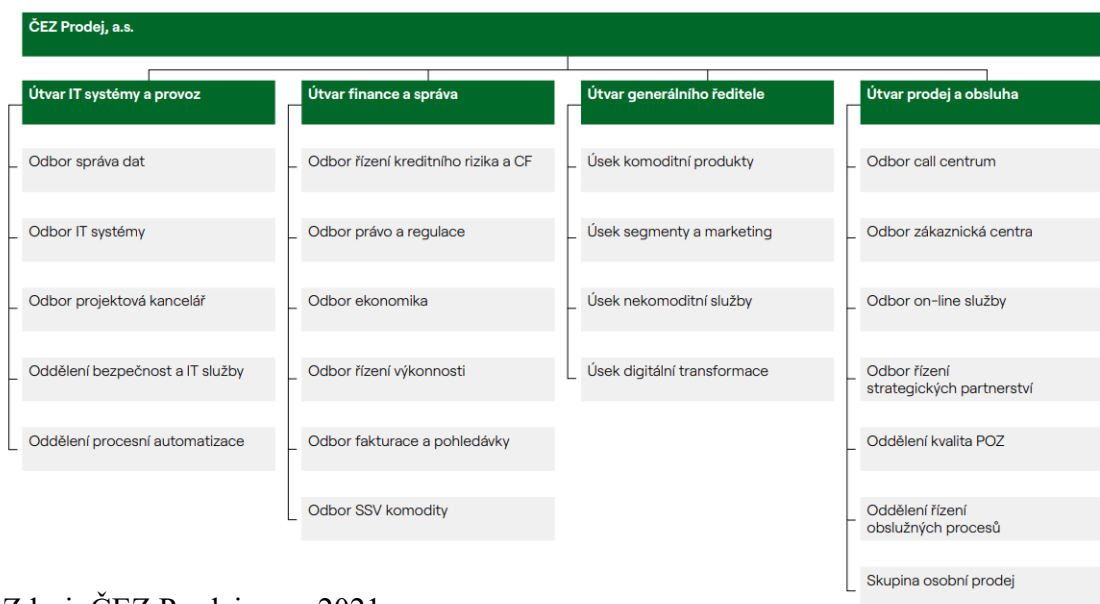 ČEZ Prodej, a.s.
Útvar IT systémy a provoz
Odbor správa dat
Odbor IT systémy
Odbor projektová kancelář
Oddělení bezpečnost a IT služby
Oddělení procesní automatizace
Útvar finance a správa
Odbor řízení kreditního rizika a CF
Odbor právo a regulace
Odbor ekonomika
Odbor řízení výkonnosti
Odbor fakturace a pohledávky
Odbor SSV komodity
Útvar generálního ředitele
Úsek komoditní produkty
Úsek segmenty a marketing
Úsek nekomoditní služby
Úsek digitální transformace
Útvar prodej a obsluha
Odbor call centrum
Odbor zákaznická centra
Odbor on-line služby
Odbor řízení
strategických partnerství
Oddělení kvalita POZ
Oddělení řízení
obslužných procesů
Skupina osobní prodej